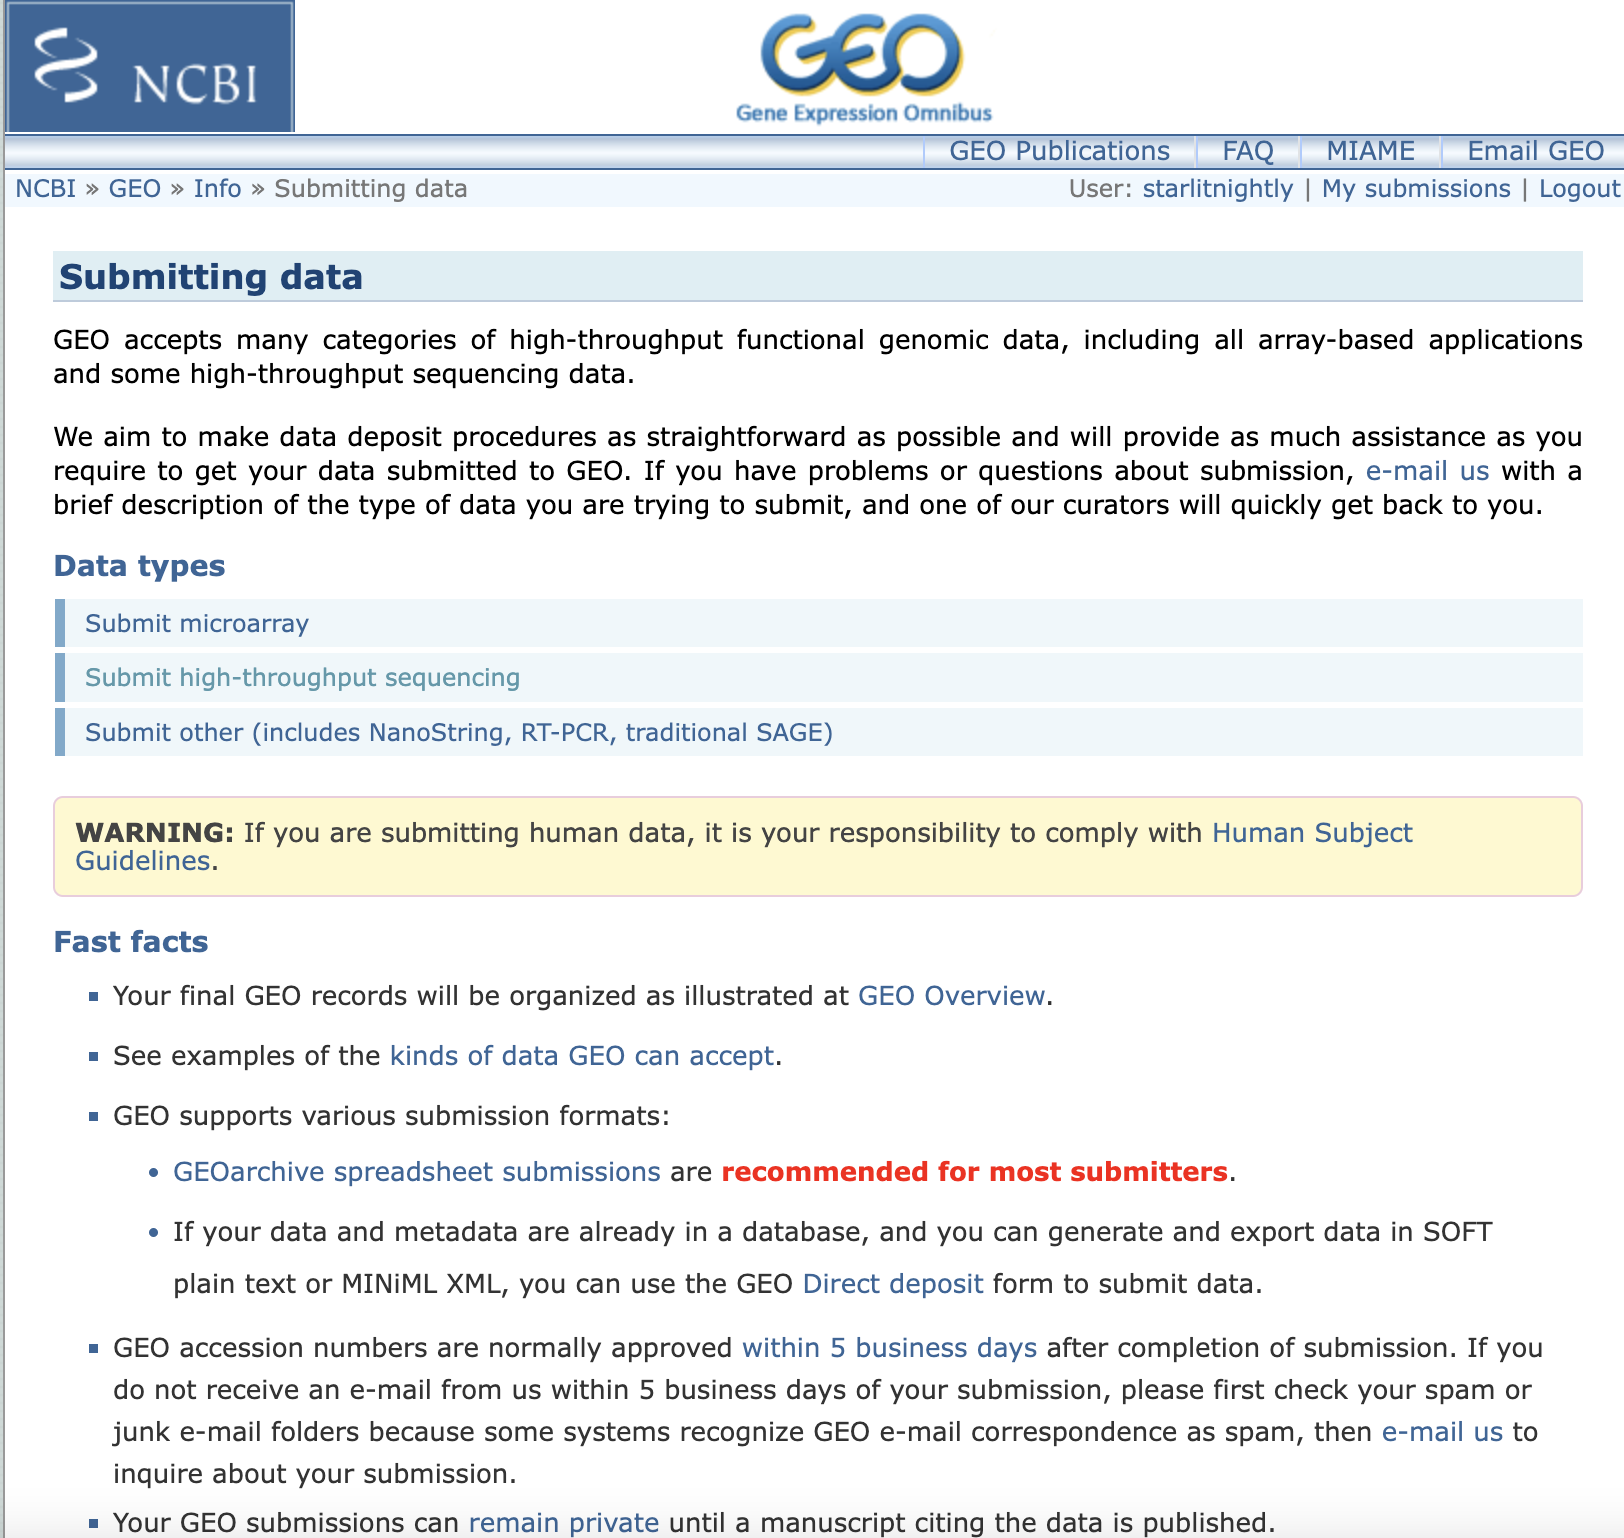 NCBI
GEO
Gene Expression Omnibus
GEO Publications FAQ MIAME Email GEO
NCBI » GEO » Info » Submitting data User: starlitnightly | My submissions | Logout
Submitting data
GEO accepts many categories of high-throughput functional genomic data, including all array-based applications
and some high-throughput sequencing data.
We aim to make data deposit procedures as straightforward as possible and will provide as much assistance as you
require to get your data submitted to GEO. If you have problems or questions about submission, e-mail us with a
brief description of the type of data you are trying to submit, and one of our curators will quickly get back to you.
Data types
Submit microarray
Submit high-throughput sequencing
Submit other (includes NanoString, RT-PCR, traditional SAGE)
WARNING: If you are submitting human data, it is your responsibility to comply with Human Subject
Guidelines.
Fast facts
Your final GEO records will be organized as illustrated at GEO Overview.
See examples of the kinds of data GEO can accept.
GEO supports various submission formats:
GEOarchive spreadsheet submissions are recommended for most submitters.
If your data and metadata are already in a database, and you can generate and export data in SOFT
plain text or MINiML XML, you can use the GEO Direct deposit form to submit data.
GEO accession numbers are normally approved within 5 business days after completion of submission. If you
do not receive an e-mail from us within 5 business days of your submission, please first check your spam or
junk e-mail folders because some systems recognize GEO e-mail correspondence as spam, then e-mail us to
inquire about your submission.
Your GEO submissions can remain private until a manuscript citing the data is published.